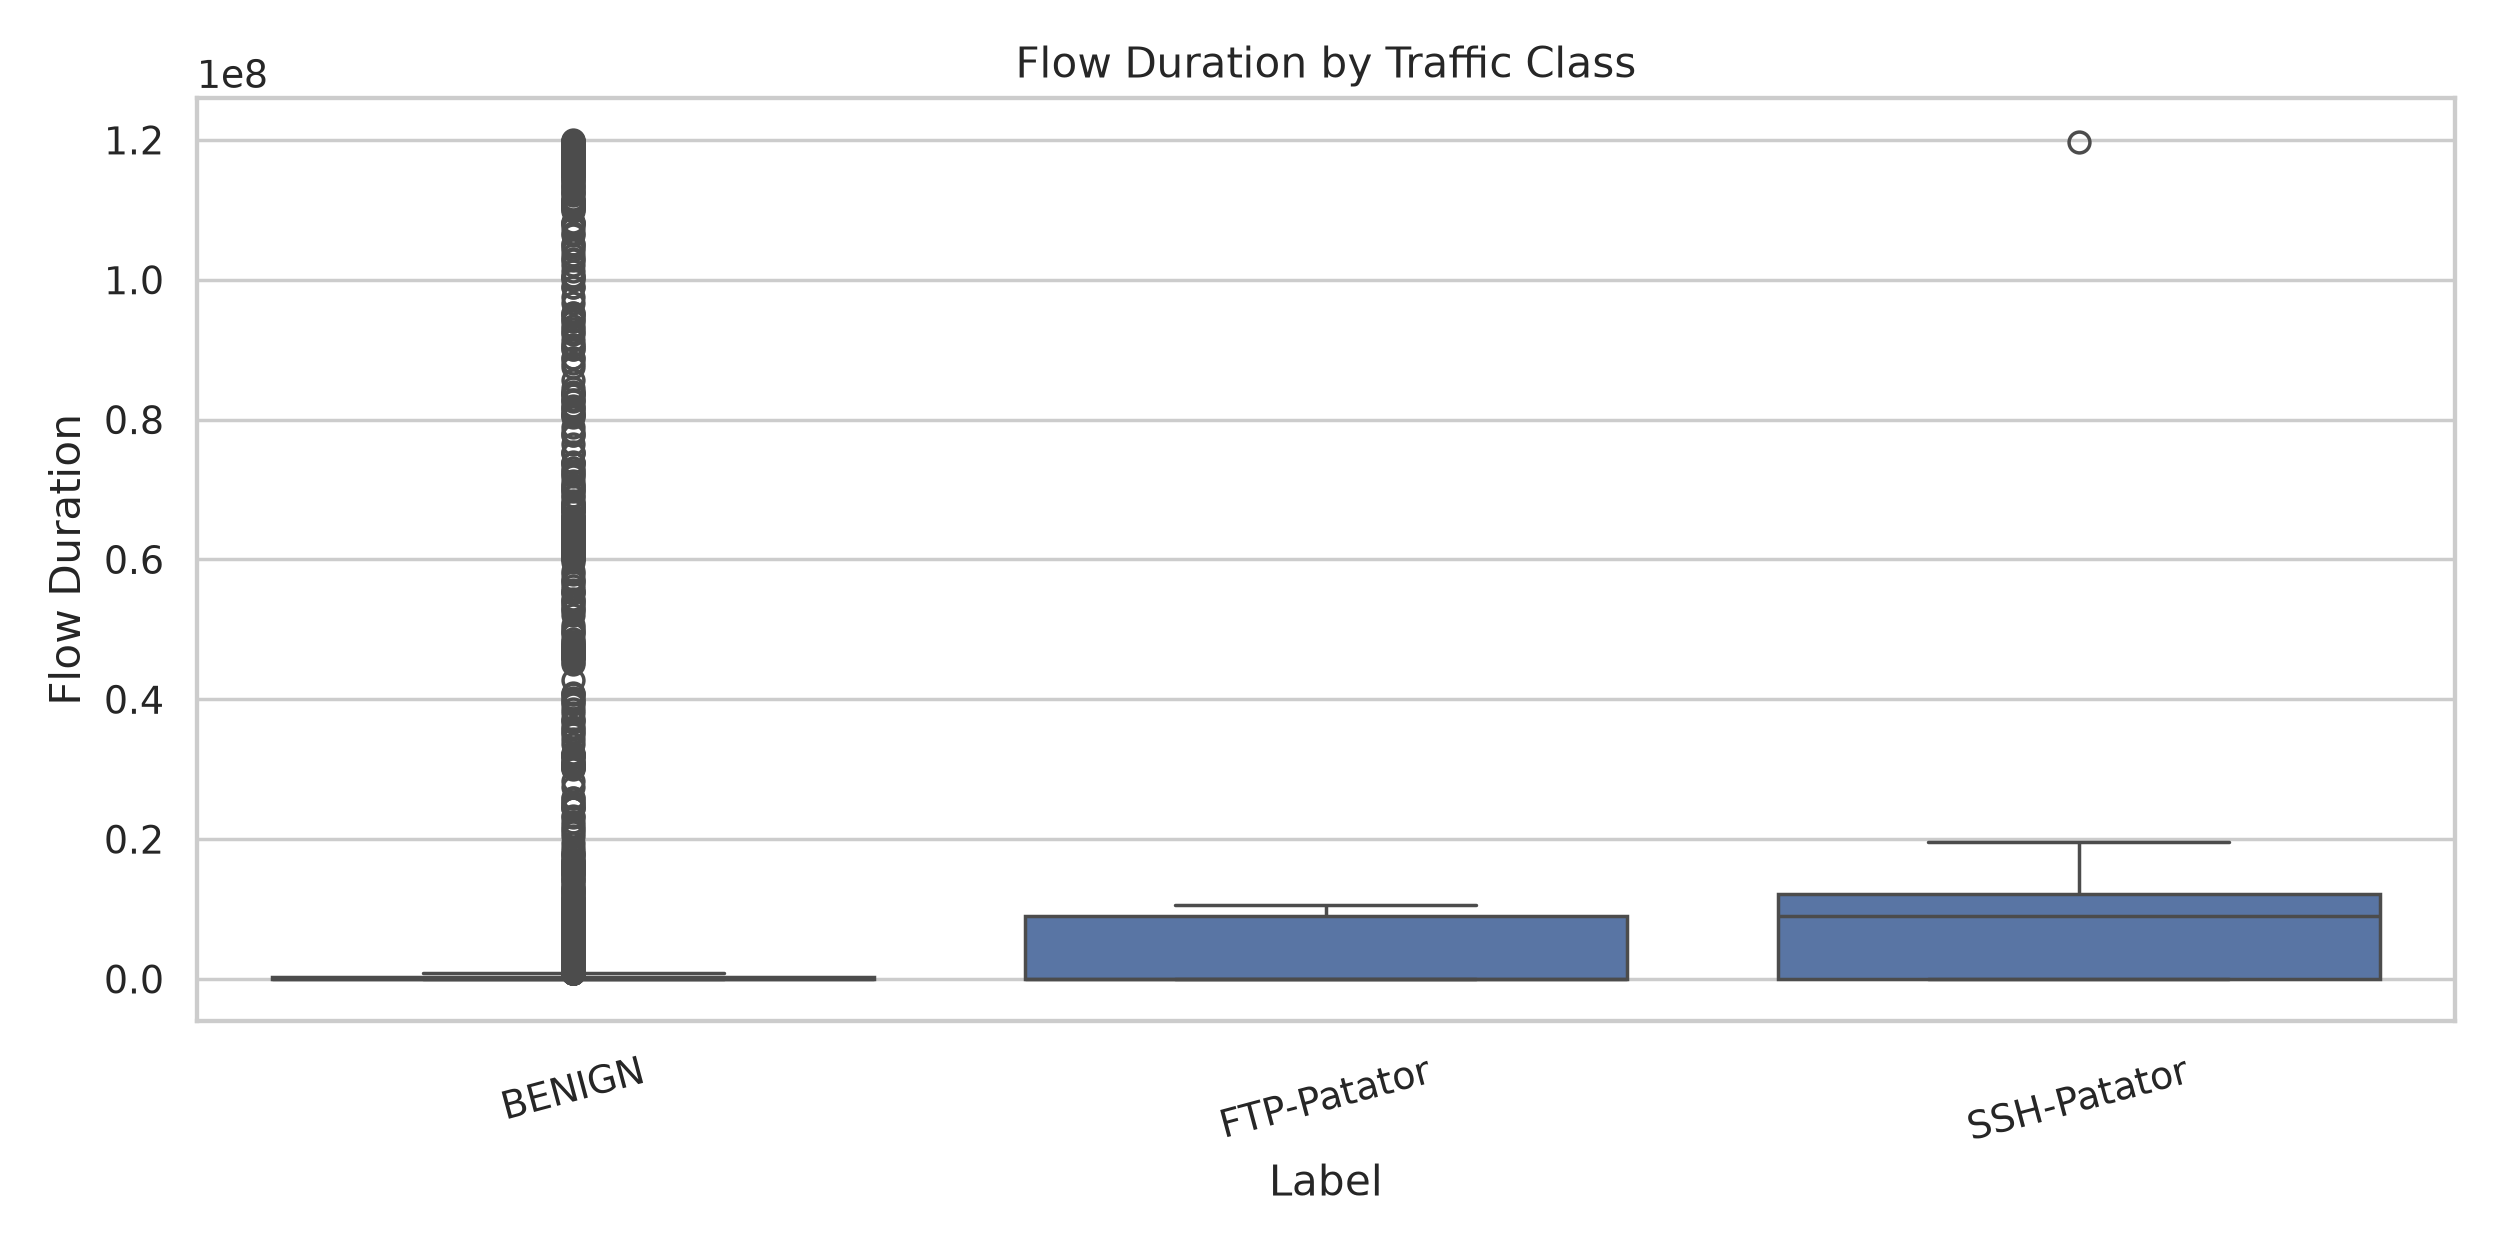 Flow Duration by Traffic Class
1e8
1.2
1.0
0.8
0.6
0.4
0.2
0.0
Flow Duration
BENIGN
FTP-Patator
SSH-Patator
Label